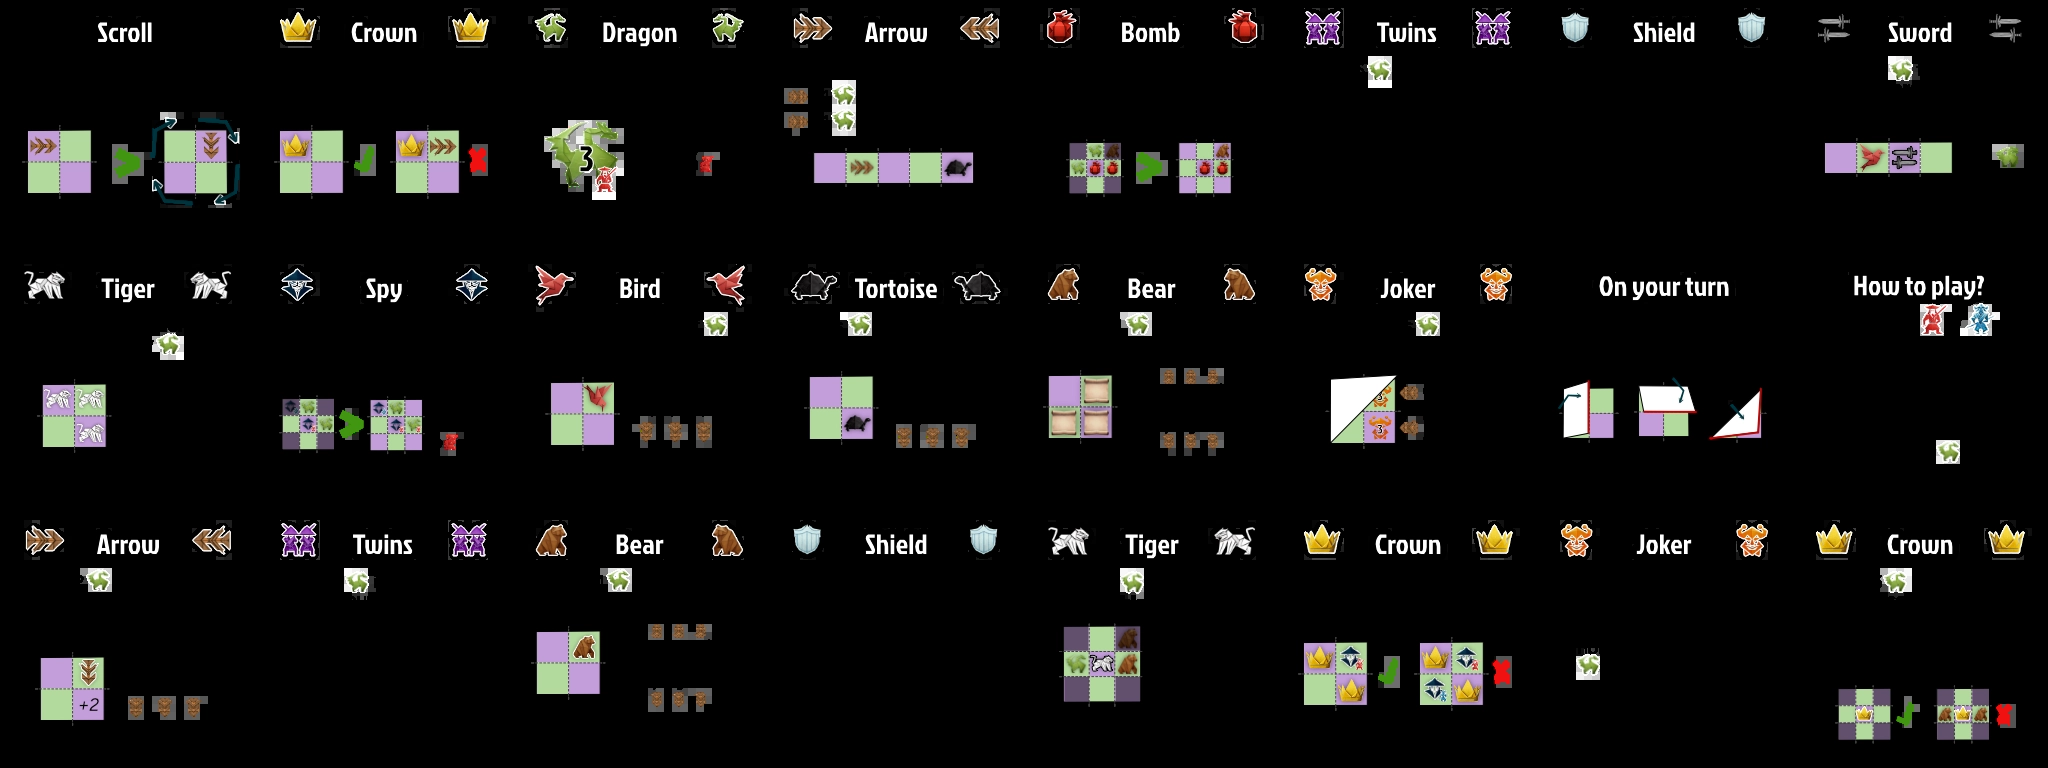 Scroll
Crown
Dragon
Arrow
Bomb
Twins
Shield
Sword
3
Tiger
Spy
Bird
Tortoise
Bear
Joker
On your turn
How to play?
3
3
Arrow
Twins
Bear
Shield
Tiger
Crown
Joker
Crown
+2